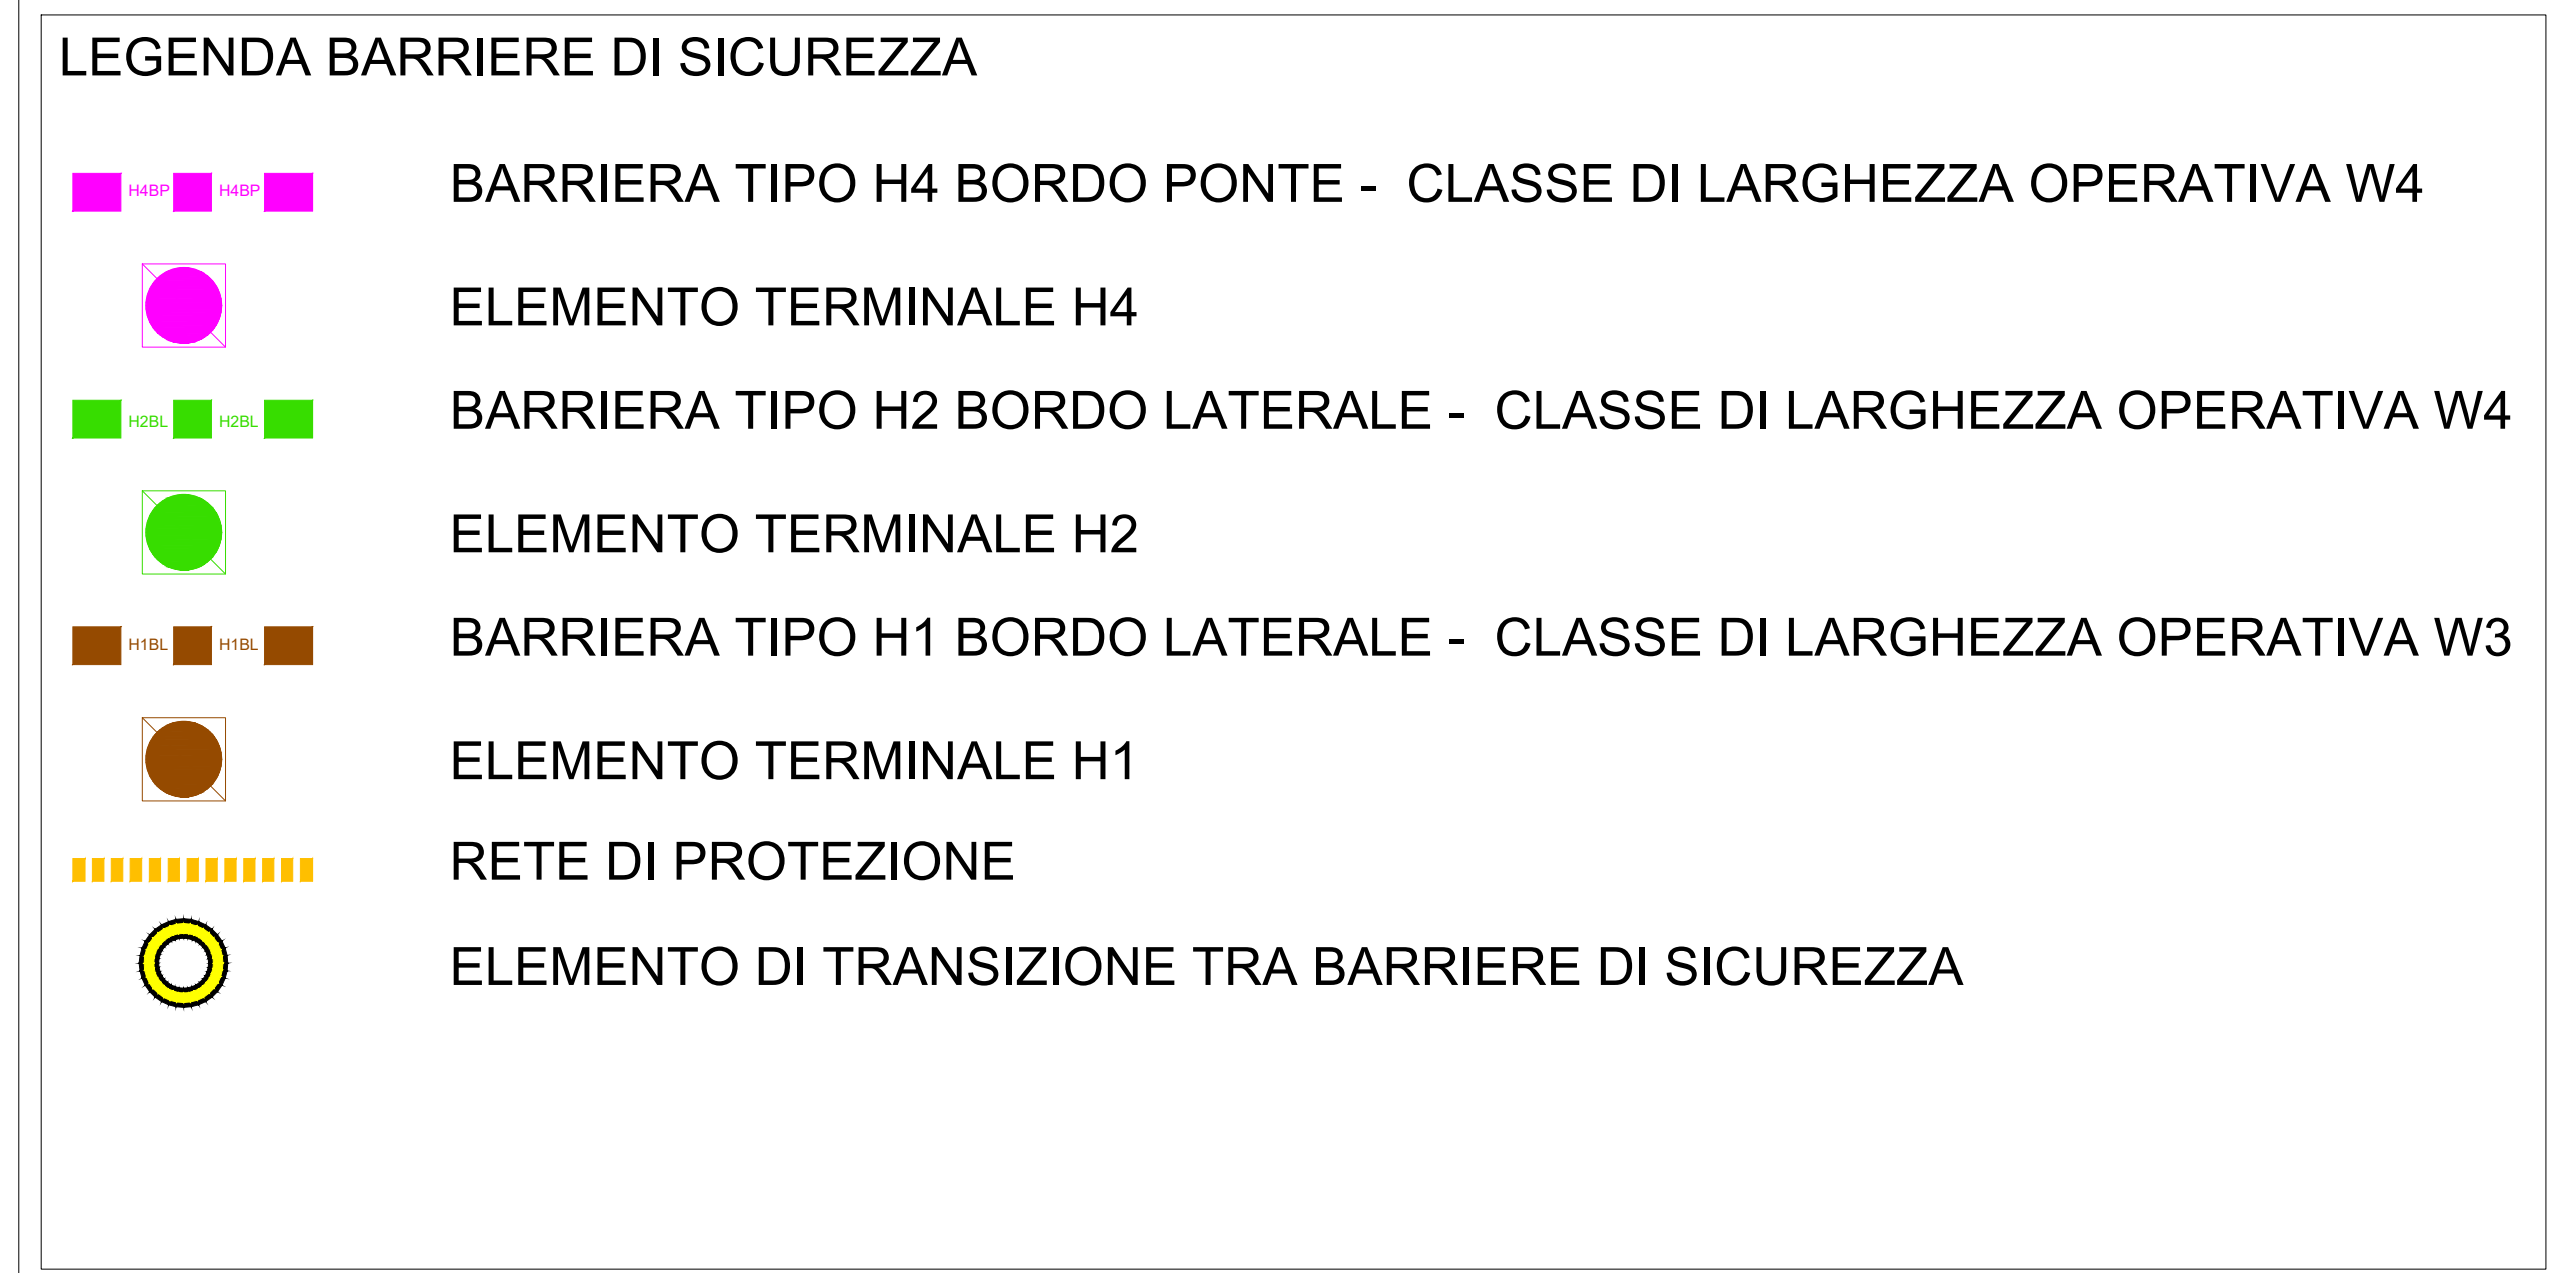 LEGENDA BARRIERE DI SICUREZZA
H4BP H4BP BARRIERA TIPO H4 BORDO PONTE - CLASSE DI LARGHEZZA OPERATIVA W4
ELEMENTO TERMINALE H4
H2BL H2BL BARRIERA TIPO H2 BORDO LATERALE - CLASSE DI LARGHEZZA OPERATIVA W4
ELEMENTO TERMINALE H2
H1BL H1BL BARRIERA TIPO H1 BORDO LATERALE - CLASSE DI LARGHEZZA OPERATIVA W3
ELEMENTO TERMINALE H1
RETE DI PROTEZIONE
ELEMENTO DI TRANSIZIONE TRA BARRIERE DI SICUREZZA